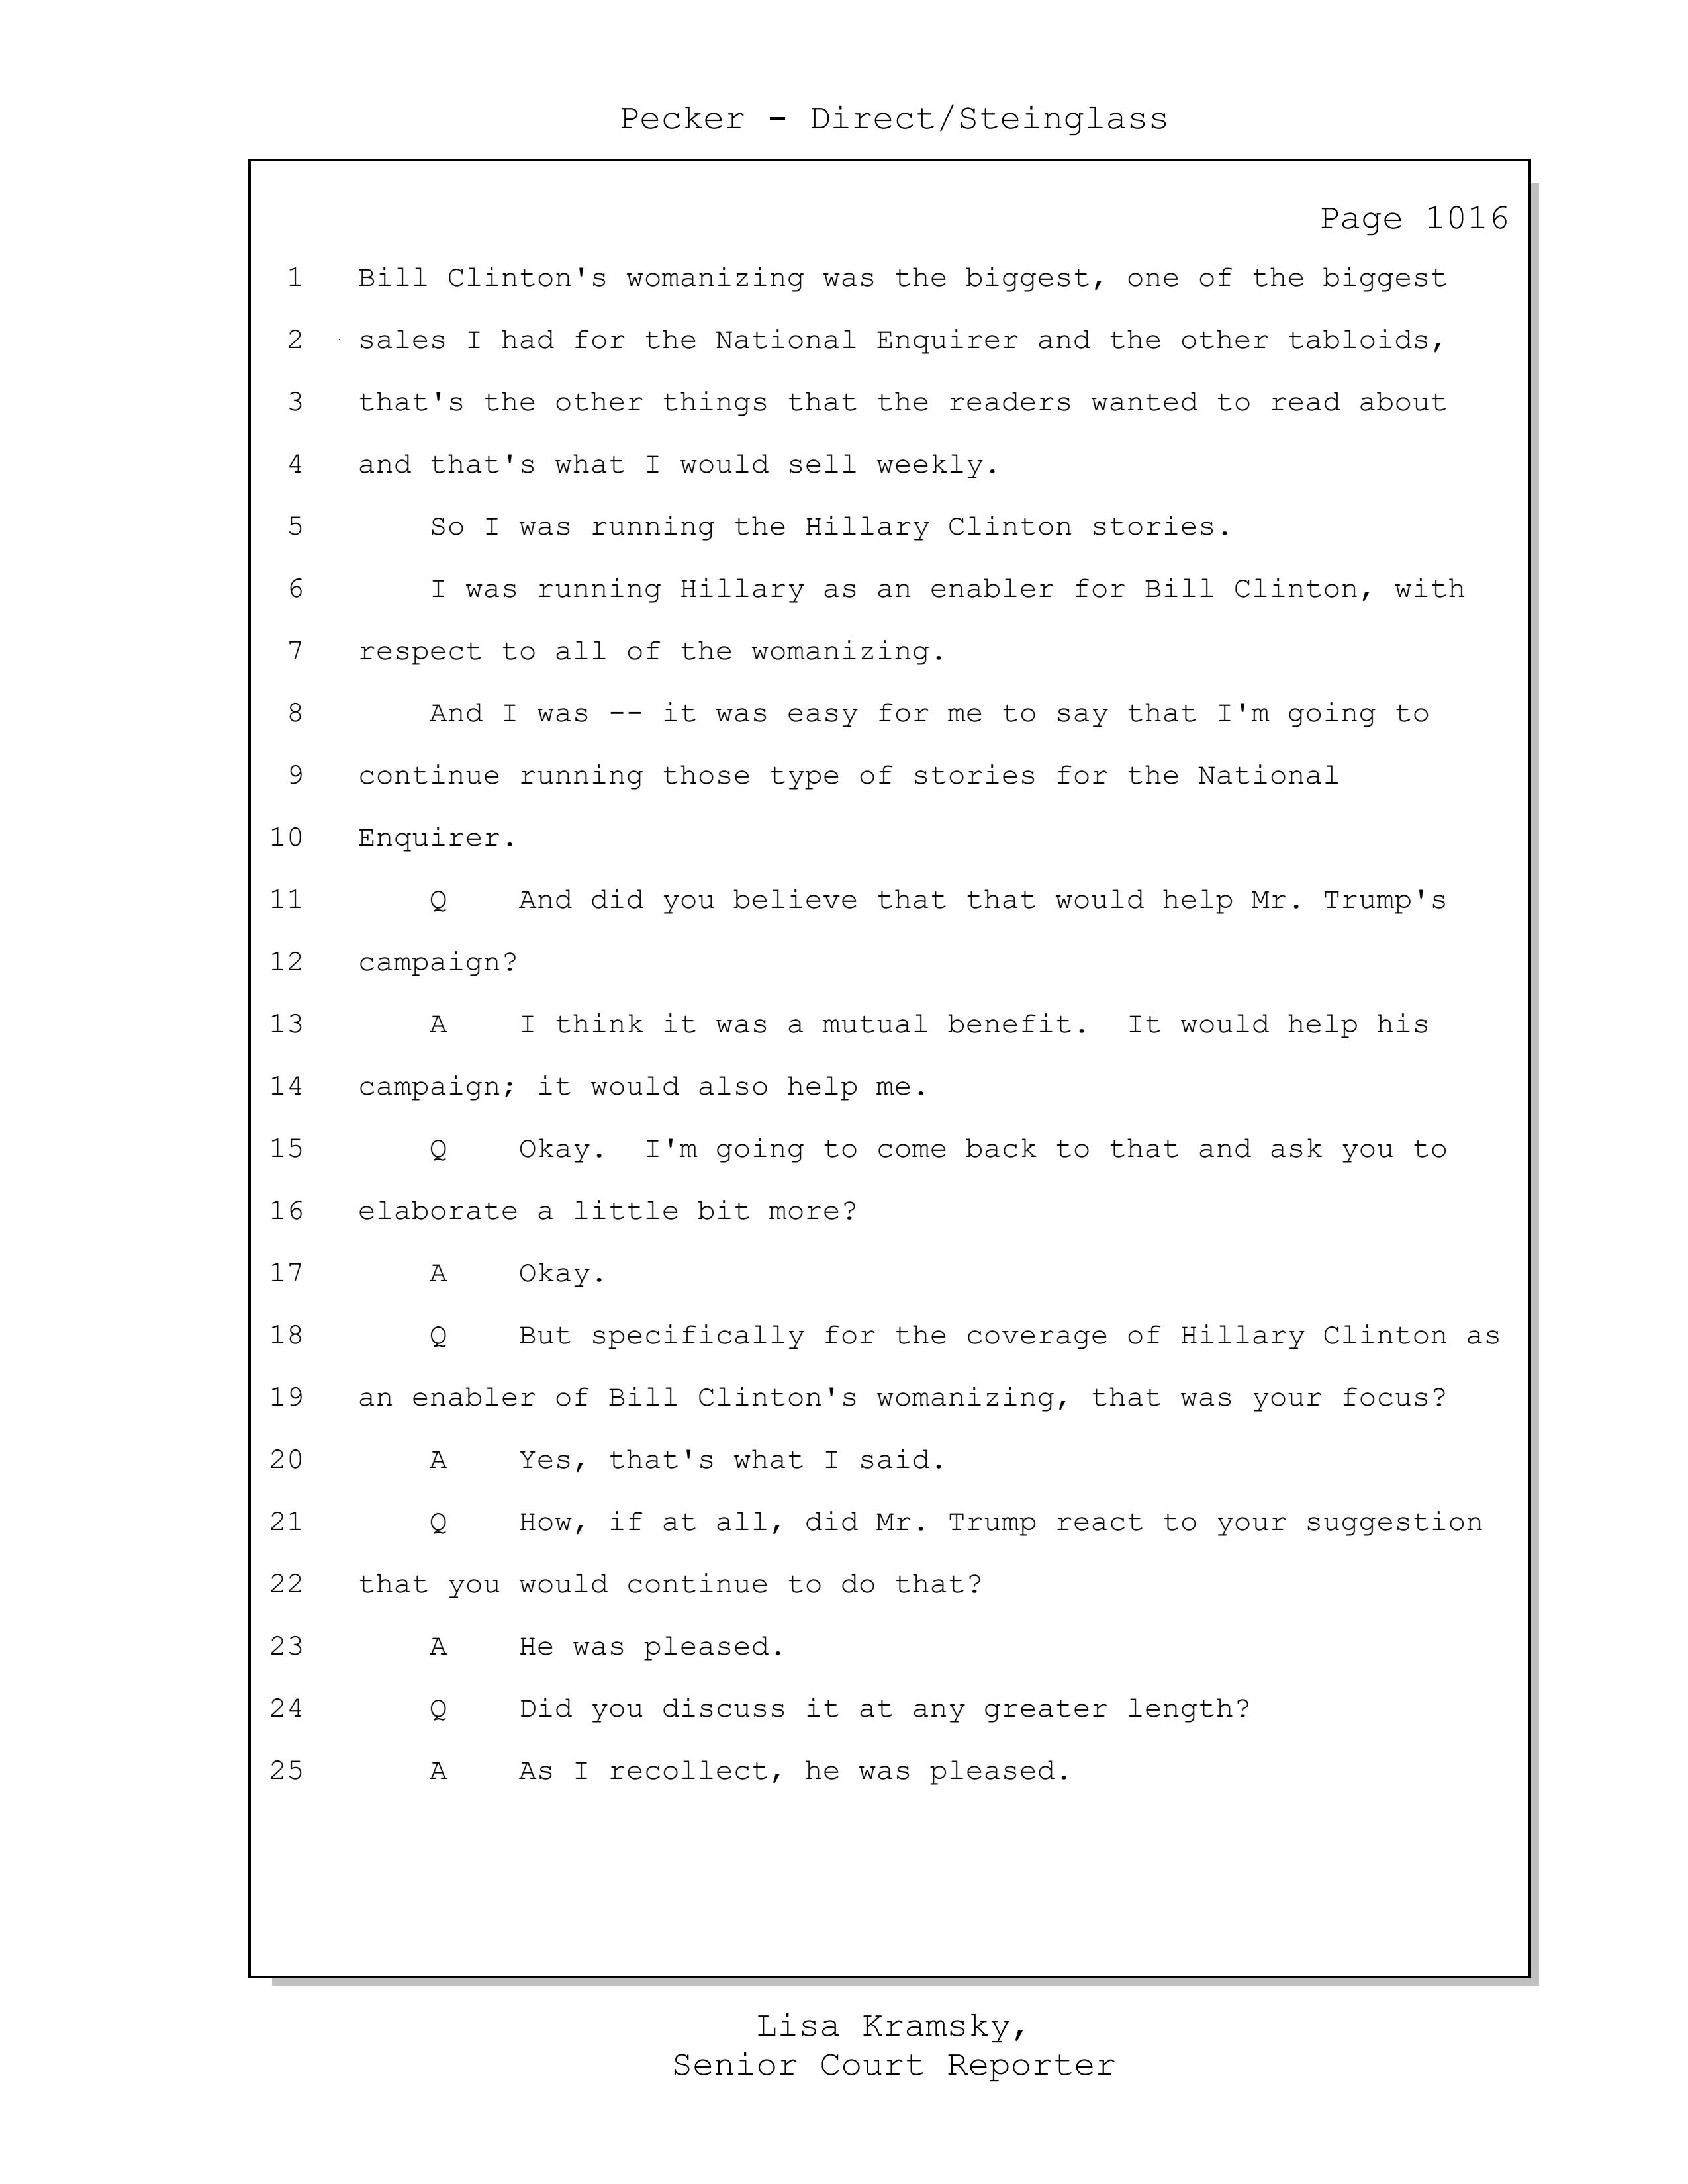 Pecker - Direct/Steinglass
Page 1016
1 Bill Clinton's womanizing was the biggest, one of the biggest
2 sales I had for the National Enquirer and the other tabloids,
3 that's the other things that the readers wanted to read about
4 and that's what I would sell weekly.
5 So I was running the Hillary Clinton stories.
6 I was running Hillary as an enabler for Bill Clinton, with
7 respect to all of the womanizing.
8 And I was -- it was easy for me to say that I'm going to
9 continue running those type of stories for the National
10 Enquirer.
11 Q And did you believe that that would help Mr. Trump's
12 campaign?
13 A I think it was a mutual benefit. It would help his
14 campaign; it would also help me.
15 Q Okay. I'm going to come back to that and ask you to
16 elaborate a little bit more?
17 A Okay.
18 Q But specifically for the coverage of Hillary Clinton as
19 an enabler of Bill Clinton's womanizing, that was your focus?
20 A Yes, that's what I said.
21 Q How, if at all, did Mr. Trump react to your suggestion
22 that you would continue to do that?
23 A He was pleased.
24 Q Did you discuss it at any greater length?
25 A As I recollect, he was pleased.
Lisa Kramsky,
Senior Court Reporter